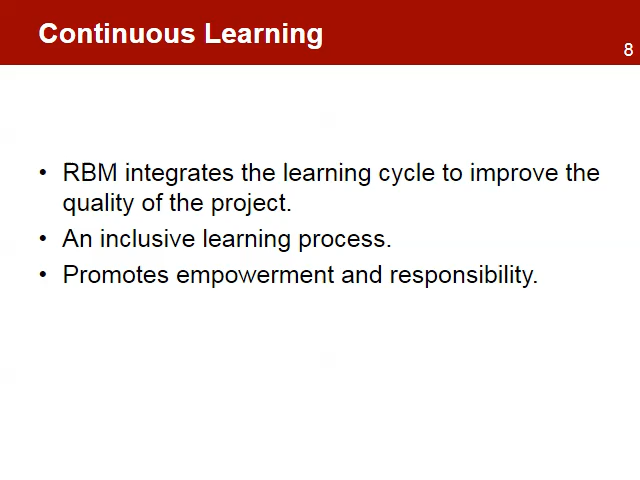 Continuous Learning
8
• RBM integrates the learning cycle to improve the
quality of the project.
• An inclusive learning process.
• Promotes empowerment and responsibility.